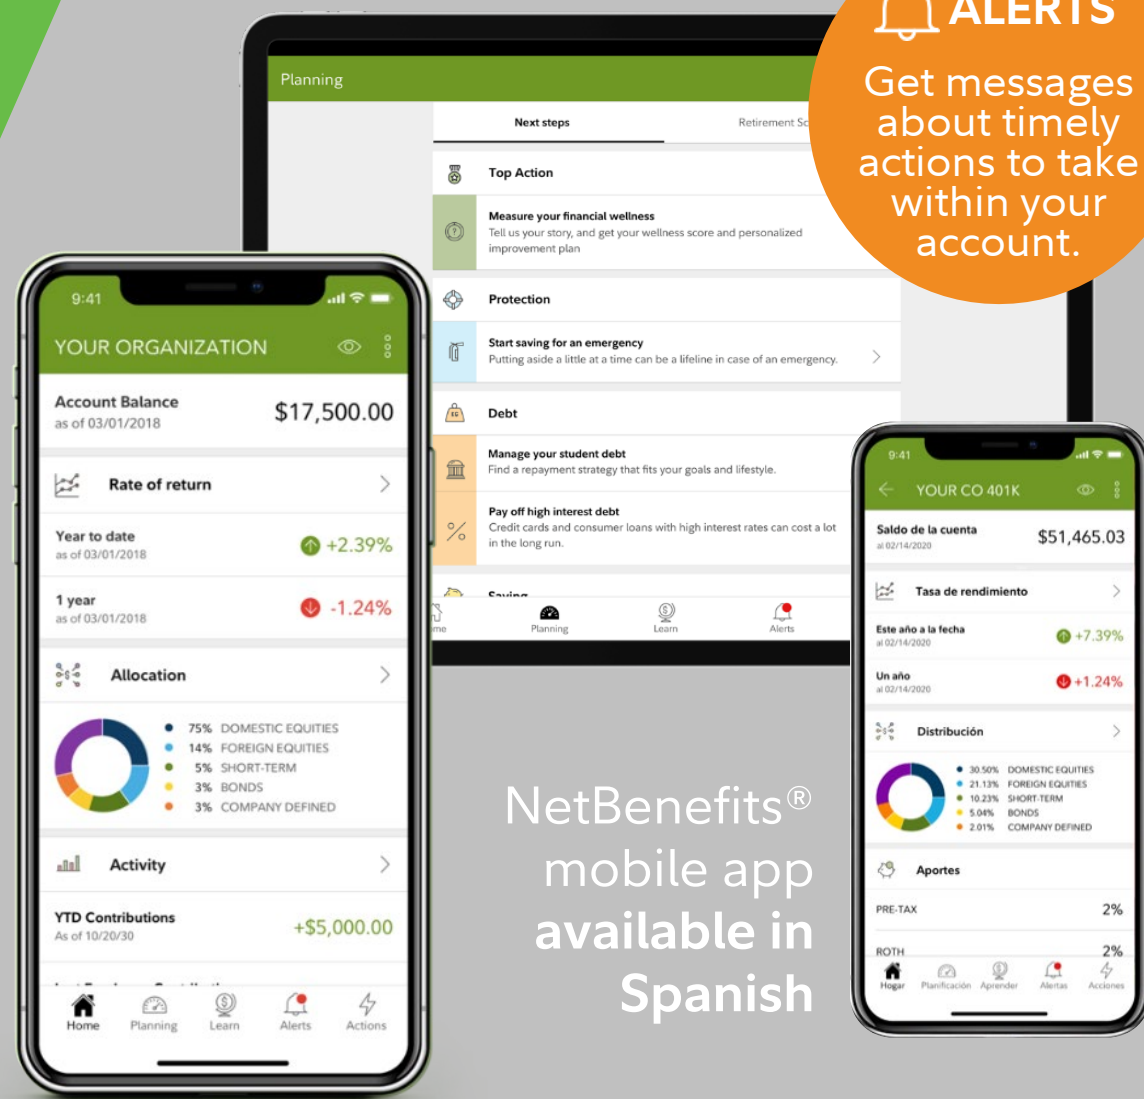 ALERTS
Get messages
about timely
actions to take
within your
account.
Planning
Next steps
Retirement
Top Action
Measure your financial wellness
Tell us your story, and get your wellness score and personalized
improvement plan
Protection
Start saving for an emergency
Putting aside a little at a time can be a lifeline in case of an emergency.
Debt
Manage your student debt
Find a repayment strategy that fits your goals and lifestyle.
Pay off high interest debt
Credit cards and consumer loans with high interest rates can cost a lot
in the long run.
Saving
Planning
Learn
Alerts
9:41
YOUR ORGANIZATION
Account Balance
as of 03/01/2018
$17,500.00
Rate of return
Year to date
as of 03/01/2018
+2.39%
1 year
as of 03/01/2018
-1.24%
Allocation
75% DOMESTIC EQUITIES
14% FOREIGN EQUITIES
5% SHORT-TERM
3% BONDS
3% COMPANY DEFINED
Activity
YTD Contributions
As of 10/20/30
+$5,000.00
Home
Planning
Learn
Alerts
Actions
9:41
YOUR CO 401K
Saldo de la cuenta
al 02/14/2020
$51,465.03
Tasa de rendimiento
Este año a la fecha
al 02/14/2020
+7.39%
Un año
al 02/14/2020
+1.24%
Distribución
30.50% DOMESTIC EQUITIES
21.13% FOREIGN EQUITIES
10.23% SHORT-TERM
5.04% BONDS
2.01% COMPANY DEFINED
Aportes
PRE-TAX 2%
ROTH 2%
Hogar
Planificación
Aprender
Alertas
Acciones
NetBenefits®
mobile app
available in
Spanish